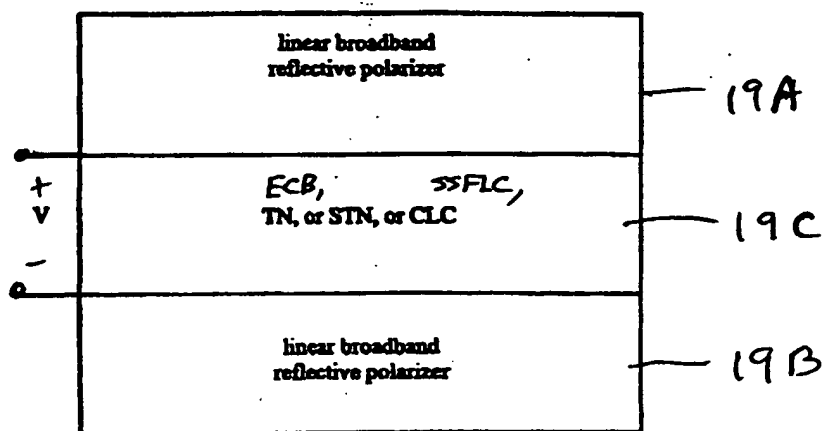 linear broadband
reflective polarizer
19A
+
V
-
ECB, SSFLC,
TN, or STN, or CLC
19C
linear broadband
reflective polarizer
19B